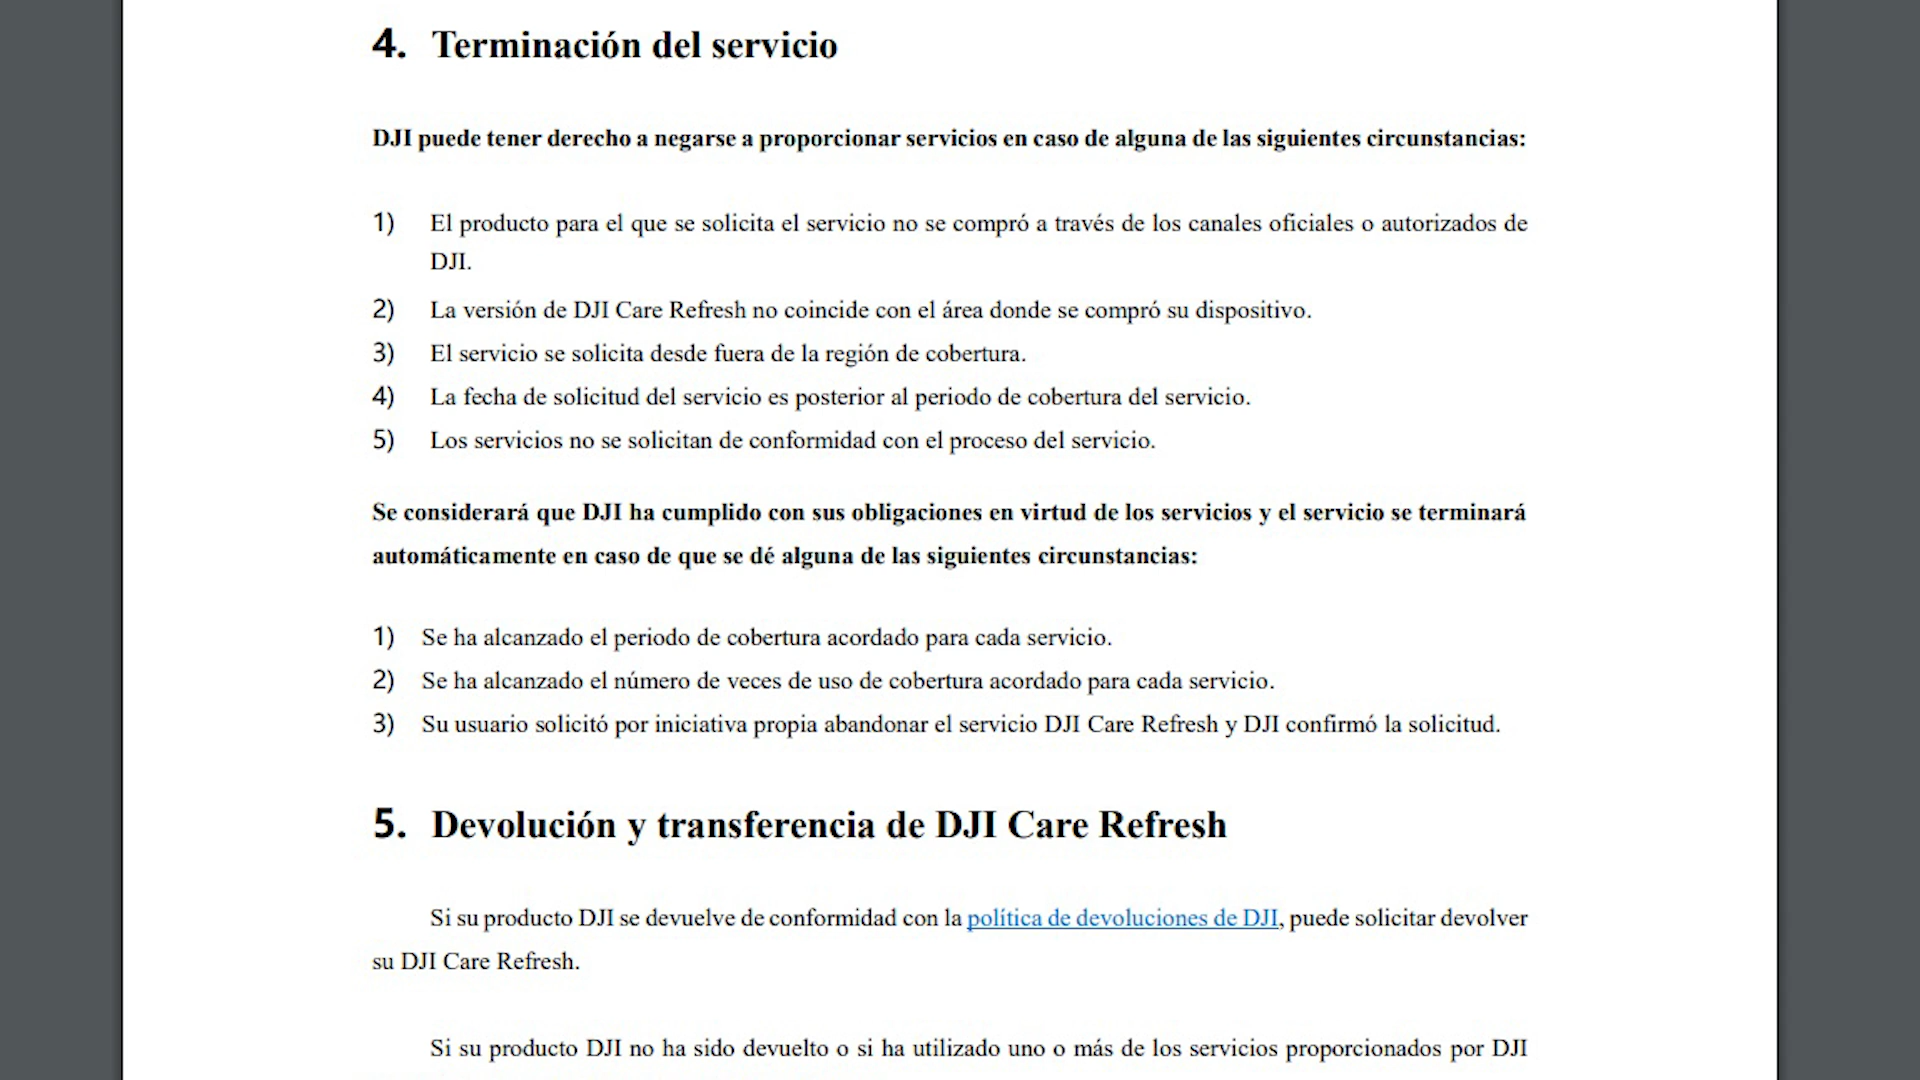 4. Terminación del servicio
DJI puede tener derecho a negarse a proporcionar servicios en caso de alguna de las siguientes circunstancias:
1) El producto para el que se solicita el servicio no se compró a través de los canales oficiales o autorizados de
DJI.
2) La versión de DJI Care Refresh no coincide con el área donde se compró su dispositivo.
3) El servicio se solicita desde fuera de la región de cobertura.
4) La fecha de solicitud del servicio es posterior al periodo de cobertura del servicio.
5) Los servicios no se solicitan de conformidad con el proceso del servicio.
Se considerará que DJI ha cumplido con sus obligaciones en virtud de los servicios y el servicio se terminará
automáticamente en caso de que se dé alguna de las siguientes circunstancias:
1) Se ha alcanzado el periodo de cobertura acordado para cada servicio.
2) Se ha alcanzado el número de veces de uso de cobertura acordado para cada servicio.
3) Su usuario solicitó por iniciativa propia abandonar el servicio DJI Care Refresh y DJI confirmó la solicitud.
5. Devolución y transferencia de DJI Care Refresh
Si su producto DJI se devuelve de conformidad con la política de devoluciones de DJI, puede solicitar devolver
su DJI Care Refresh.
Si su producto DJI no ha sido devuelto o si ha utilizado uno o más de los servicios proporcionados por DJI